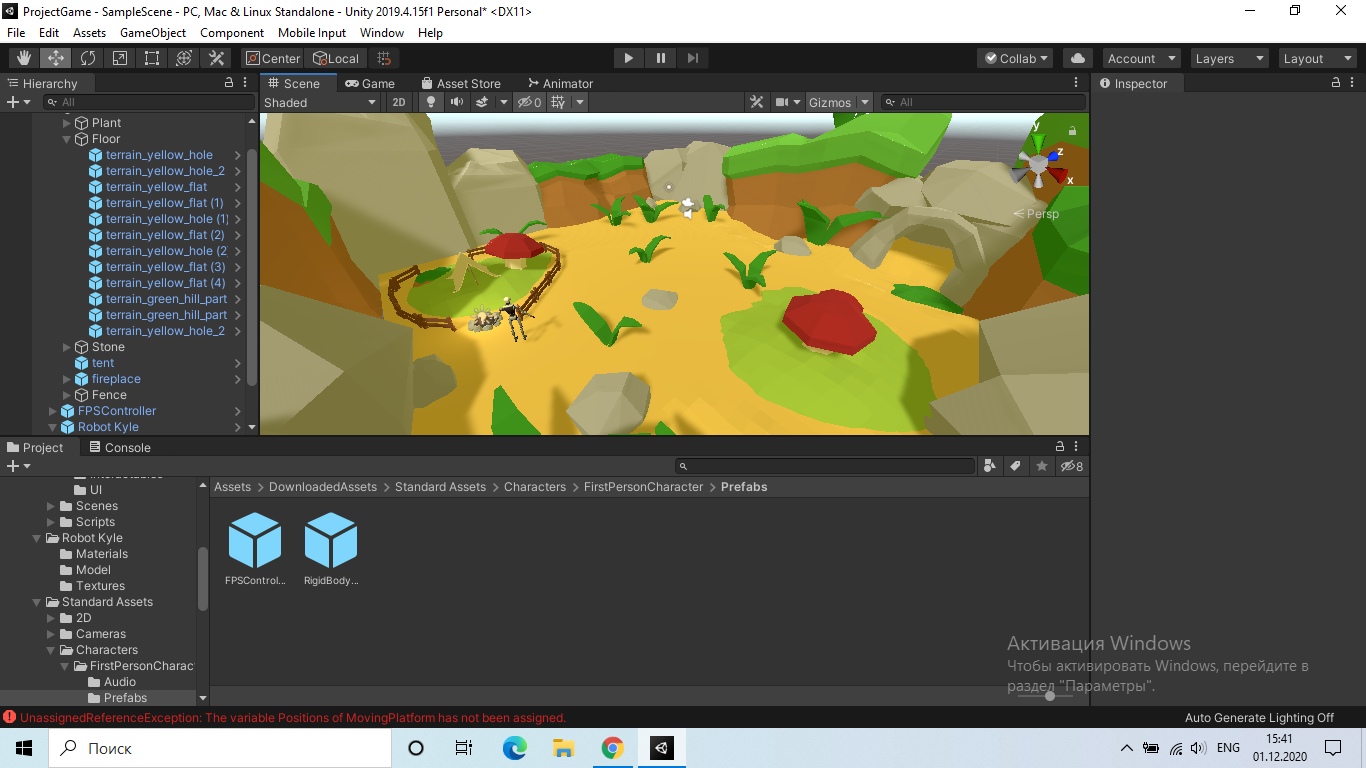 ProjectGame - SampleScene - PC, Mac & Linux Standalone - Unity 2019.4.15f1 Personal* <DX11>
File Edit Assets GameObject Component Mobile Input Window Help
Center Local Collab Account Layers Layout
Hierarchy
All
Plant
Floor
terrain_yellow_hole
terrain_yellow_hole_2
terrain_yellow_flat
terrain_yellow_flat (1)
terrain_yellow_hole (1)
terrain_yellow_flat (2)
terrain_yellow_hole (2)
terrain_yellow_flat (3)
terrain_yellow_flat (4)
terrain_green_hill_part
terrain_green_hill_part
terrain_yellow_hole_2
Stone
tent
fireplace
Fence
FPSController
Robot Kyle
Scene Game Asset Store Animator
Shaded 2D 0 Gizmos All
y
z
x
Persp
Inspector
Project Console
8
UI
Scenes
Scripts
Robot Kyle
Materials
Model
Textures
Standard Assets
2D
Cameras
Characters
FirstPersonCharac
Audio
Prefabs
Assets > DownloadedAssets > Standard Assets > Characters > FirstPersonCharacter > Prefabs
FPSControl... RigidBody...
Активация Windows
Чтобы активировать Windows, перейдите в
раздел "Параметры".
UnassignedReferenceException: The variable Positions of MovingPlatform has not been assigned.
Auto Generate Lighting Off
Поиск
ENG
15:41
01.12.2020